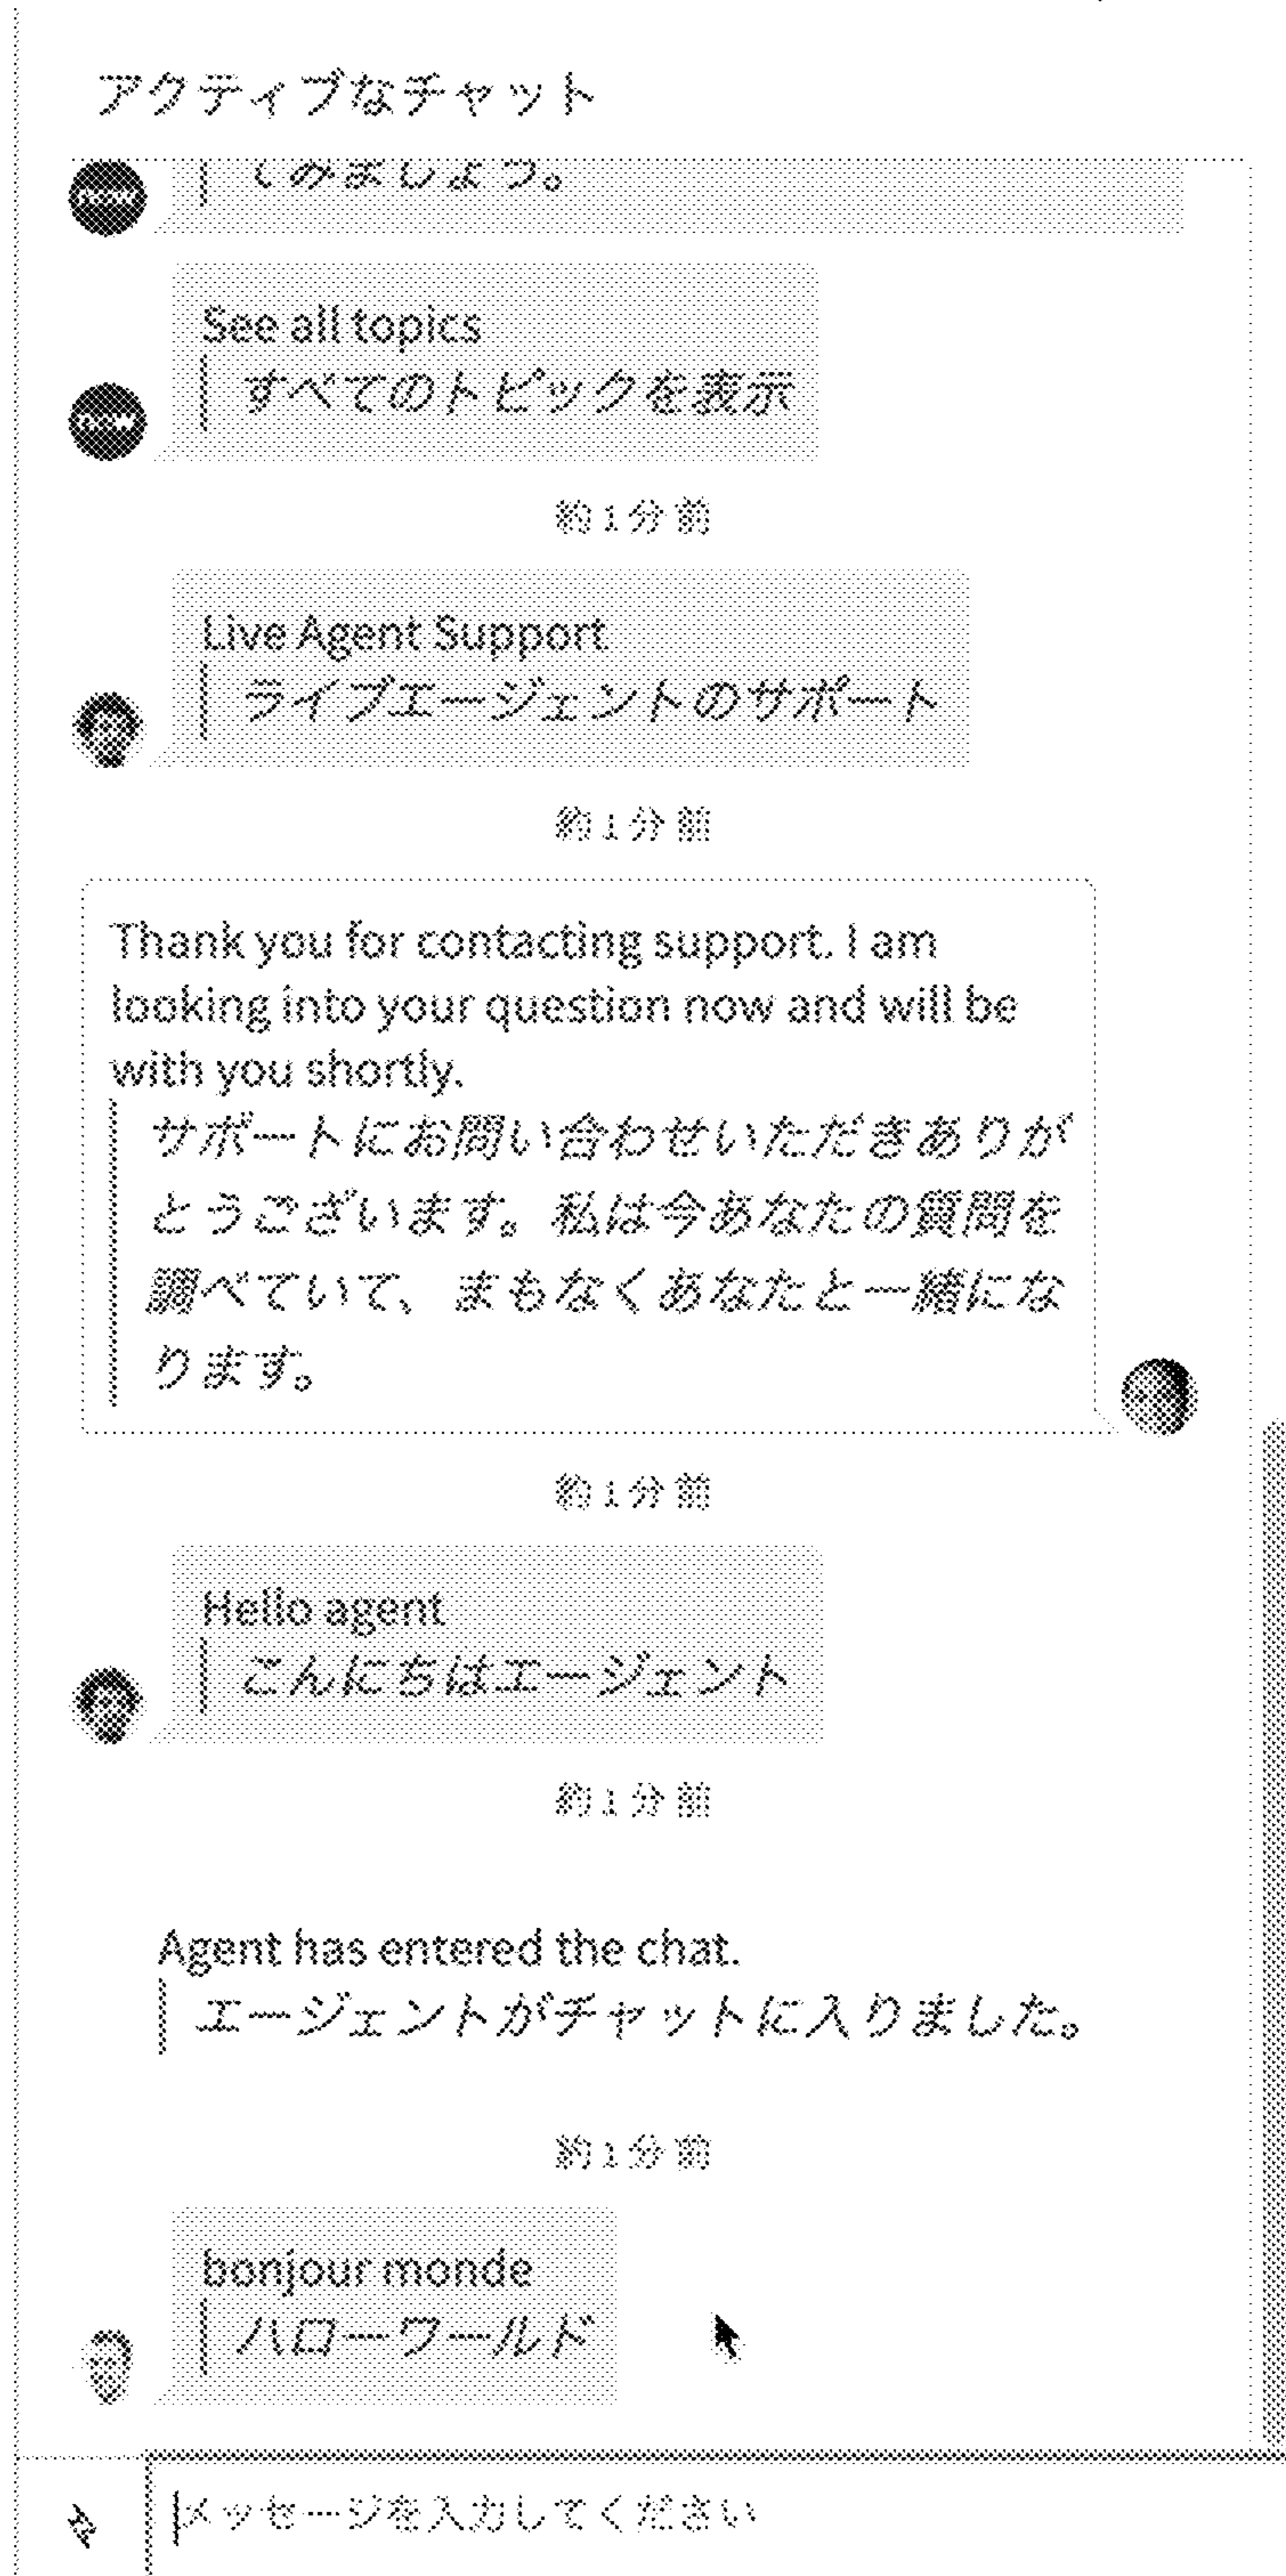 アクティブなチャット
now
しみましょう。
See all topics
すべてのトピックを表示
now
約1分前
Live Agent Support
ライブエージェントのサポート
約1分前
Thank you for contacting support. I am
looking into your question now and will be
with you shortly.
サポートにお問い合わせいただきありが
とうございます。私は今あなたの質問を
調べていて、まもなくあなたと一緒にな
ります。
約1分前
Hello agent
こんにちはエージェント
約1分前
Agent has entered the chat.
エージェントがチャットに入りました。
約1分前
bonjour monde
ハローワールド
メッセージを入力してください